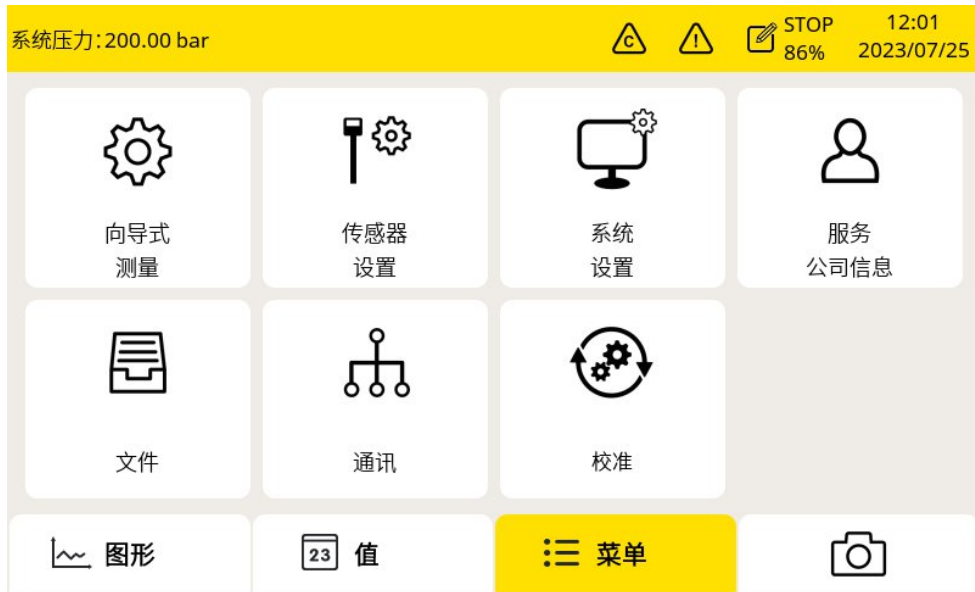 系统压力：200.00 bar
C
!
STOP
86%
12:01
2023/07/25
向导式
测量
传感器
设置
系统
设置
服务
公司信息
文件
通讯
校准
图形
23
值
菜单